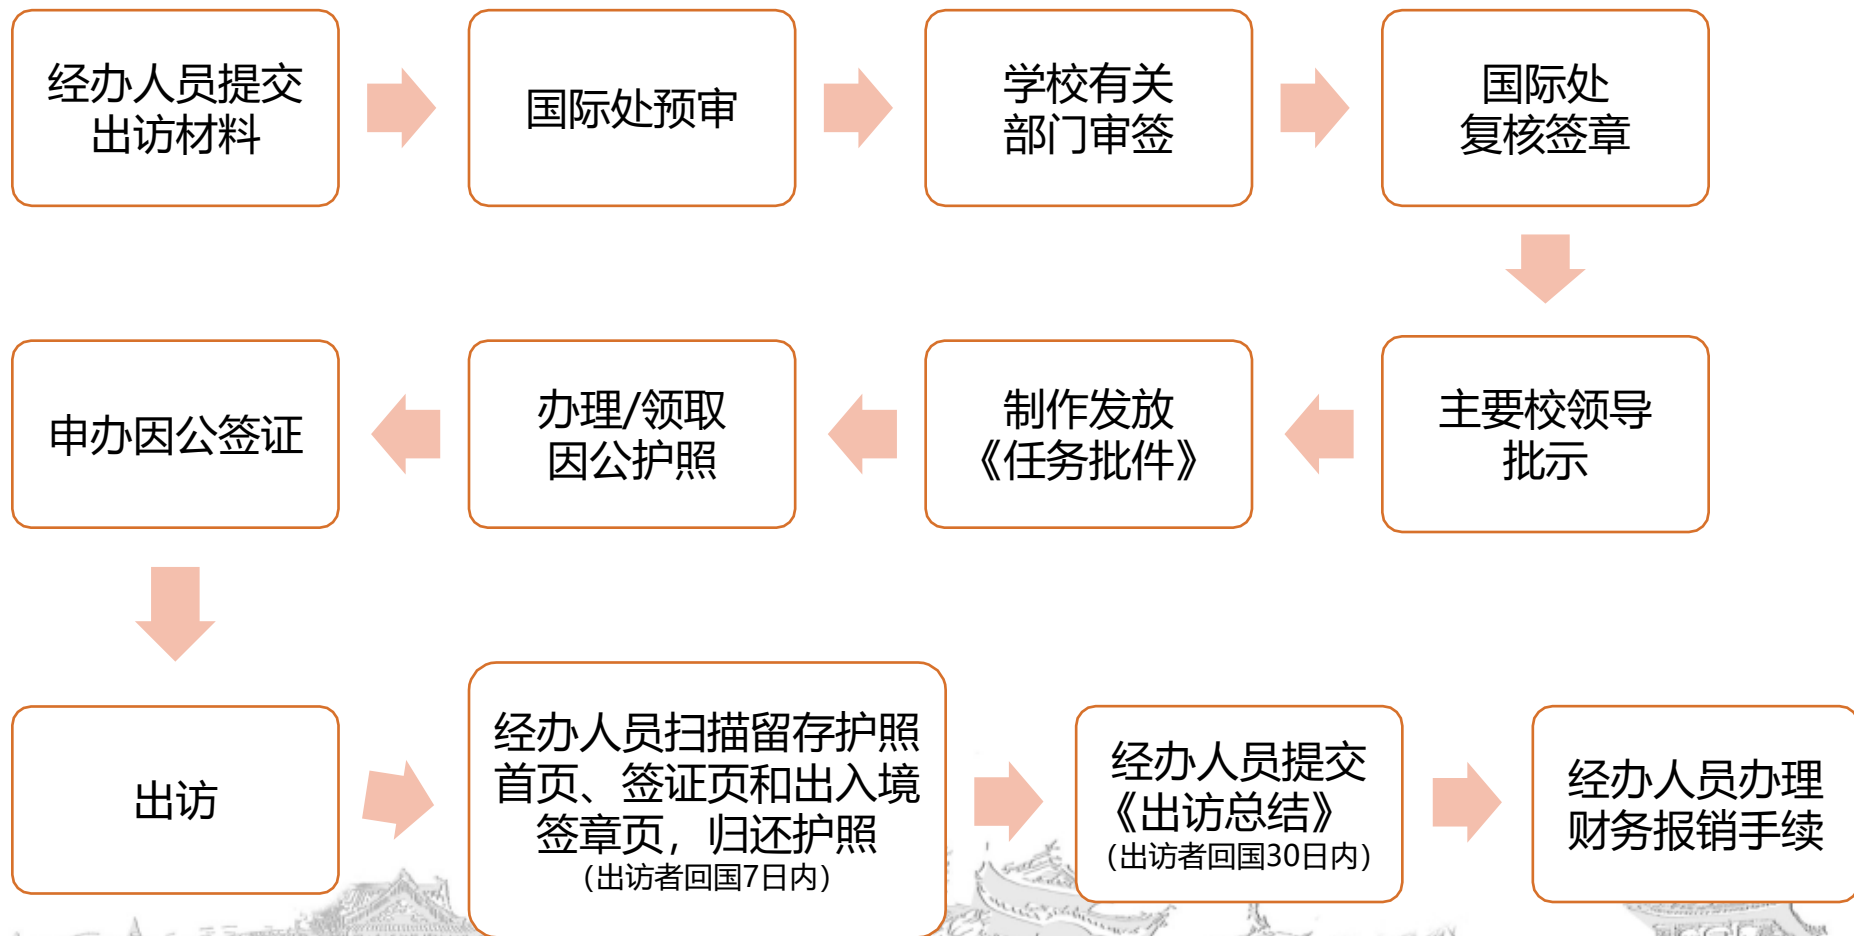 经办人员提交
出访材料
国际处预审
学校有关
部门审签
国际处
复核签章
主要校领导
批示
制作发放
《任务批件》
办理/领取
因公护照
申办因公签证
出访
经办人员扫描留存护照
首页、签证页和出入境
签章页，归还护照
（出访者回国7日内）
经办人员提交
《出访总结》
（出访者回国30日内）
经办人员办理
财务报销手续